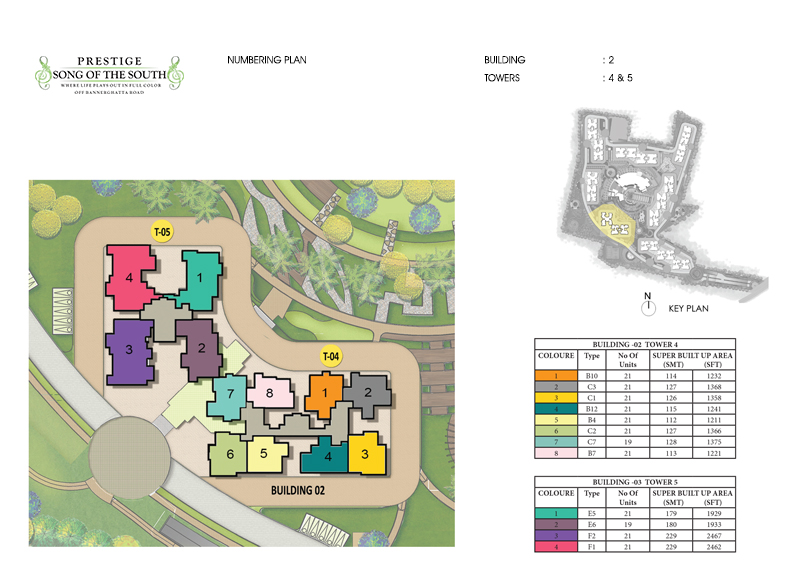 PRESTIGE
SONG OF THE SOUTH
WHERE LIFE PLAYS OUT IN FULL COLOR
OFF BANNERGHATTA ROAD
NUMBERING PLAN
BUILDING : 2
TOWERS : 4 & 5
T-05
4 1
3 2
T-04
7 8 1 2
6 5 4 3
BUILDING 02
N
KEY PLAN
BUILDING -02 TOWER 4
COLOURE Type No Of Units SUPER BUILT UP AREA
(SMT) (SFT)
1 B10 21 114 1232
2 C3 21 127 1368
3 C1 21 126 1358
4 B12 21 115 1241
5 B4 21 112 1211
6 C2 21 127 1366
7 C7 19 128 1375
8 B7 21 113 1221
BUILDING -03 TOWER 5
COLOURE Type No Of Units SUPER BUILT UP AREA
(SMT) (SFT)
1 E5 21 179 1929
2 E6 19 180 1933
3 F2 21 229 2467
4 F1 21 229 2462